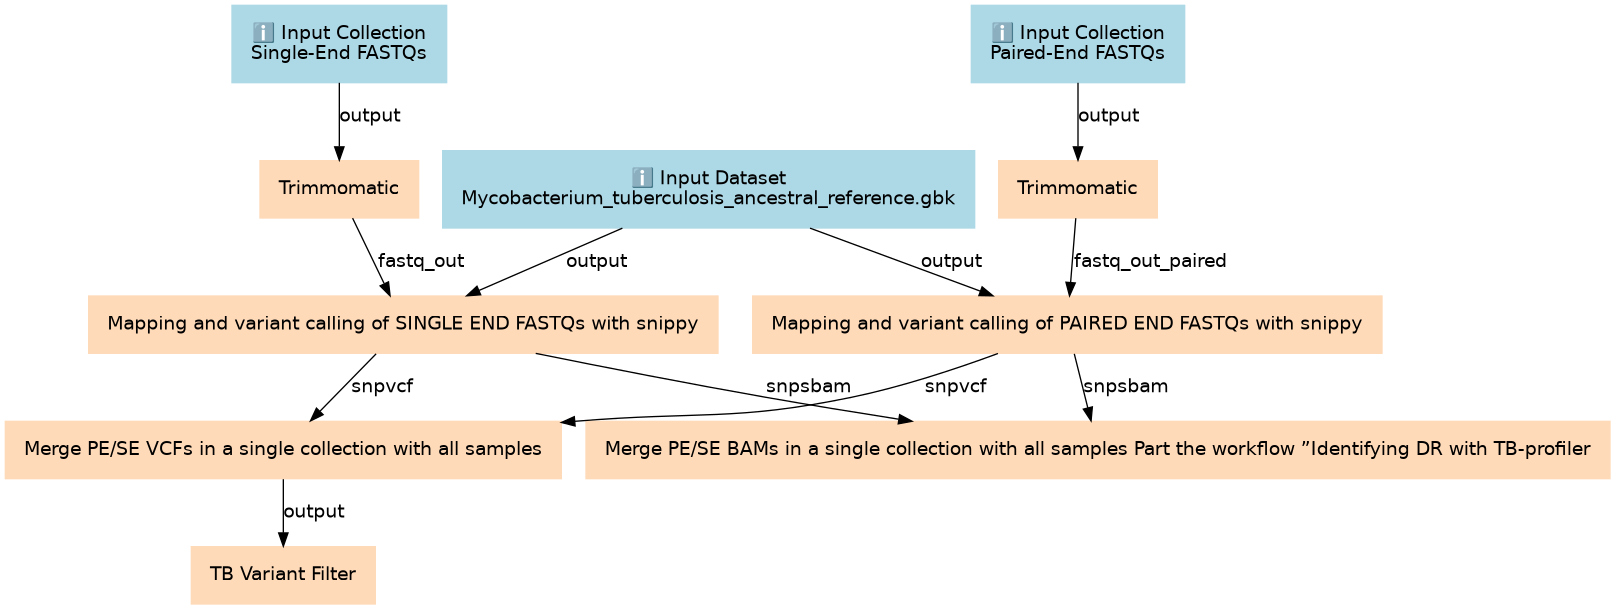 ℹ️ Input Collection
Single-End FASTQs
ℹ️ Input Collection
Paired-End FASTQs
output
output
Trimmomatic
ℹ️ Input Dataset
Mycobacterium_tuberculosis_ancestral_reference.gbk
Trimmomatic
fastq_out
output
output
fastq_out_paired
Mapping and variant calling of SINGLE END FASTQs with snippy
Mapping and variant calling of PAIRED END FASTQs with snippy
snpvcf
snpsbam
snpvcf
snpsbam
Merge PE/SE VCFs in a single collection with all samples
Merge PE/SE BAMs in a single collection with all samples Part the workflow ”Identifying DR with TB-profiler
output
TB Variant Filter